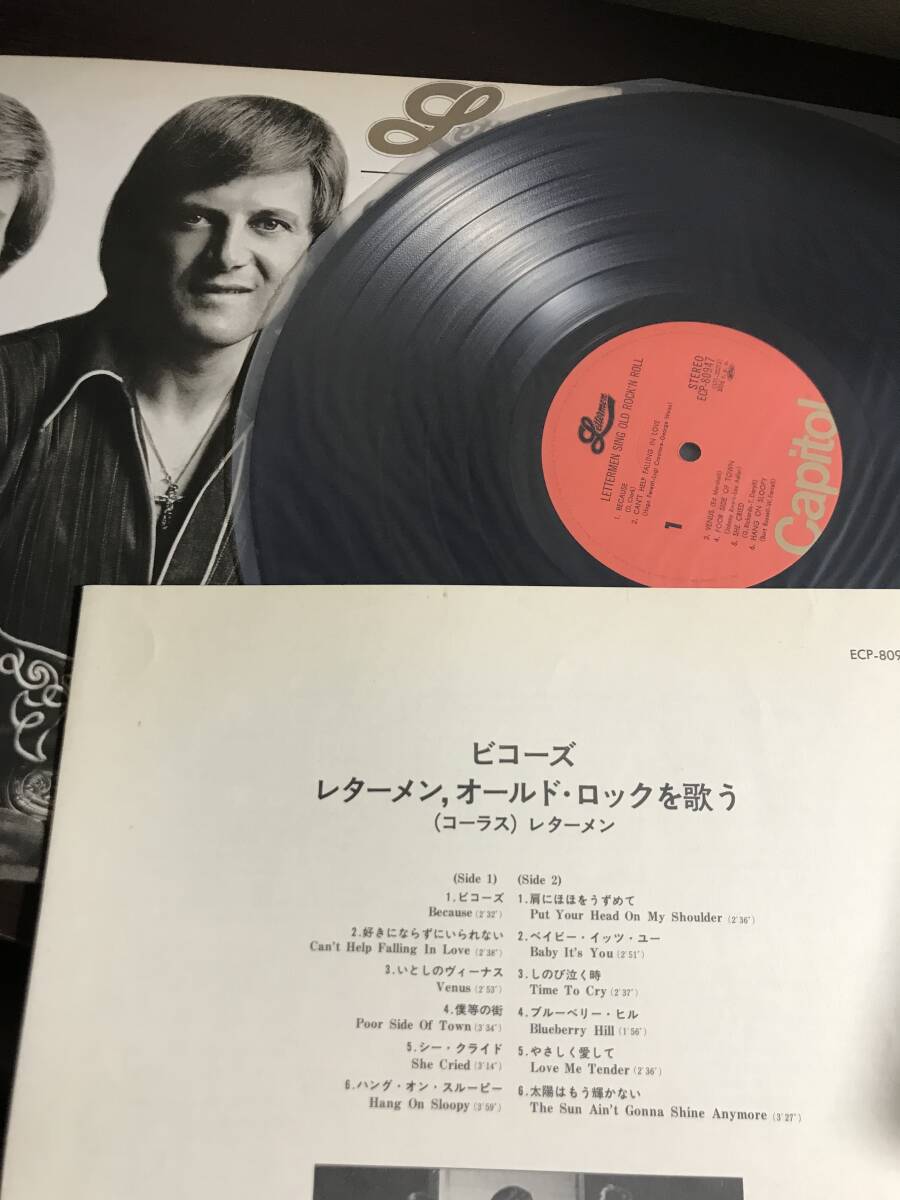 Lettermen
LETTERMEN SING OLD ROCK'N ROLL
STEREO
ECP-80947
1. BECAUSE
(D. Clark)
2. CAN'T HELP FALLING IN LOVE
1
3. VENUS (Ed Marshall)
4. POOR SIDE OF TOWN
5. SHE CRIED
6. HANG ON SLOOPY
Capitol
ECP-809
ビコーズ
レターメン,オールド・ロックを歌う
(コーラス) レターメン
(Side 1)
1.ビコーズ
Because (2'32")
2.好きにならずにいられない
Can't Help Falling In Love (2'38")
3.いとしのヴィーナス
Venus (2'53")
4.僕等の街
Poor Side Of Town (3'34")
5.シー・クライド
She Cried (3'14")
6.ハング・オン・スルーピー
Hang On Sloopy (3'59")
(Side 2)
1.肩にほほをうずめて
Put Your Head On My Shoulder (2'36")
2.ベイビー・イッツ・ユー
Baby It's You (2'51")
3.しのび泣く時
Time To Cry (2'37")
4.ブルーベリー・ヒル
Blueberry Hill (1'56")
5.やさしく愛して
Love Me Tender (2'36")
6.太陽はもう輝かない
The Sun Ain't Gonna Shine Anymore (3'27")